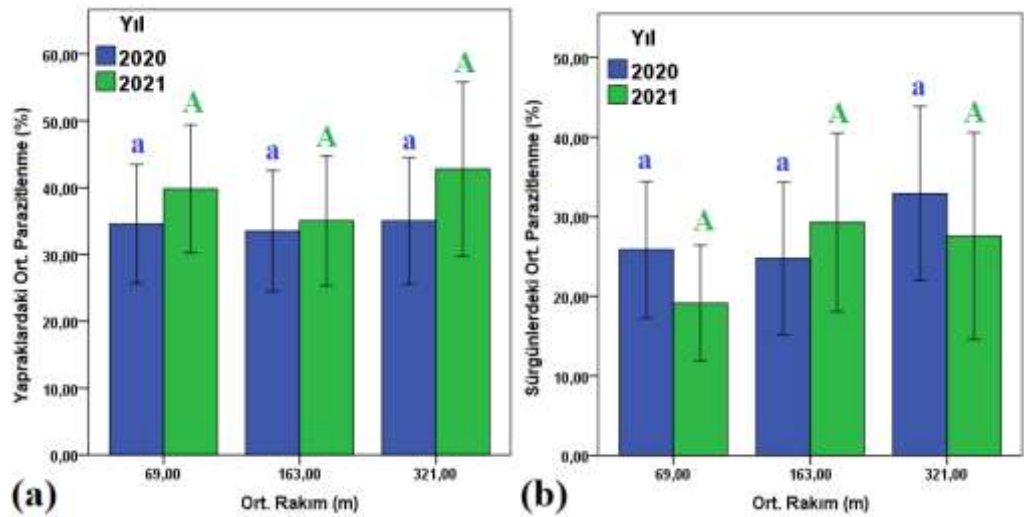 Yıl
2020
2021
Yapraklardaki Ort. Parazitlenme (%)
60,00
50,00
40,00
30,00
20,00
10,00
0,00
a
A
a
A
a
A
69,00
163,00
321,00
Ort. Rakım (m)
(a)
Yıl
2020
2021
Sürgünlerdeki Ort. Parazitlenme (%)
50,00
40,00
30,00
20,00
10,00
0,00
a
A
a
A
a
A
69,00
163,00
321,00
Ort. Rakım (m)
(b)